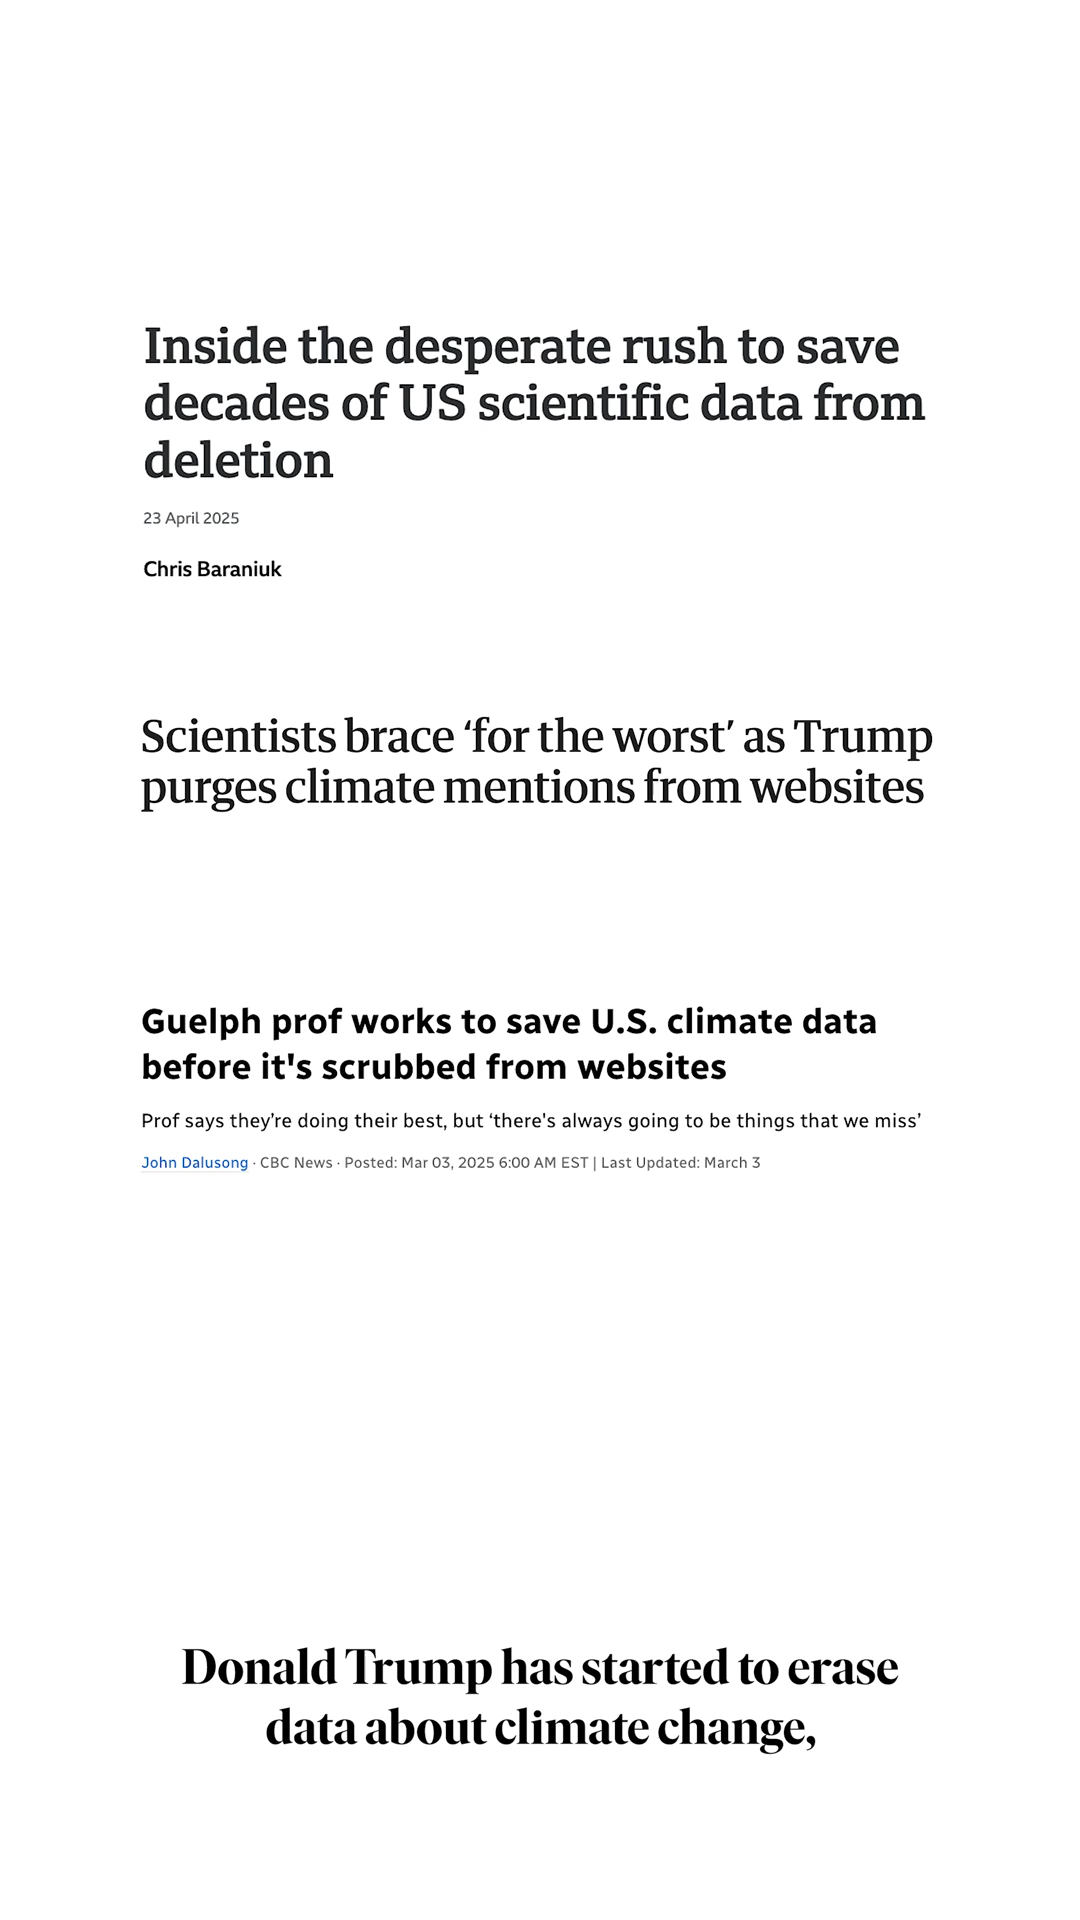 Inside the desperate rush to save
decades of US scientific data from
deletion
23 April 2025
Chris Baraniuk
Scientists brace ‘for the worst’ as Trump
purges climate mentions from websites
Guelph prof works to save U.S. climate data
before it's scrubbed from websites
Prof says they’re doing their best, but ‘there's always going to be things that we miss’
John Dalusong · CBC News · Posted: Mar 03, 2025 6:00 AM EST | Last Updated: March 3
Donald Trump has started to erase
data about climate change,